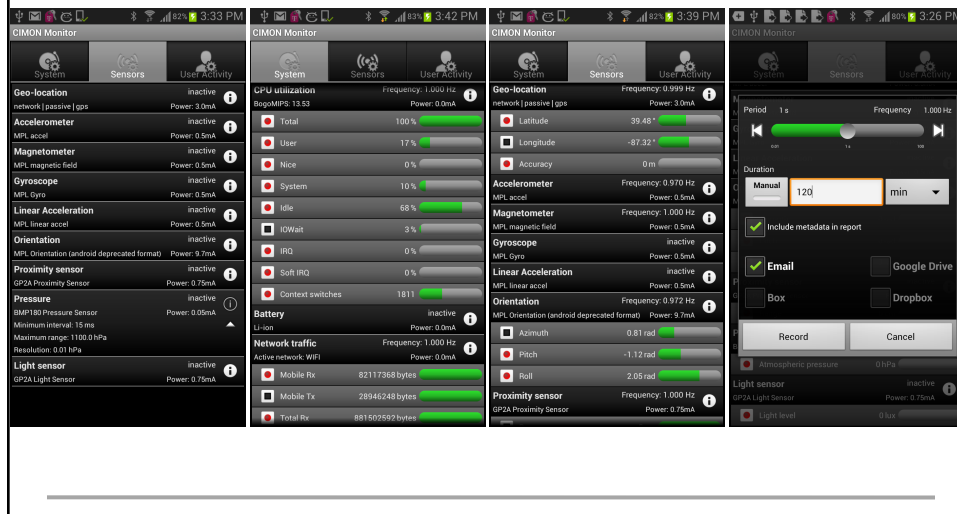 82% 3:33 PM
CIMON Monitor
System Sensors User Activity
Geo-location inactive
network | passive | gps Power: 3.0mA
Accelerometer inactive
MPL accel Power: 0.5mA
Magnetometer inactive
MPL magnetic field Power: 0.5mA
Gyroscope inactive
MPL Gyro Power: 0.5mA
Linear Acceleration inactive
MPL linear accel Power: 0.5mA
Orientation inactive
MPL Orientation (android deprecated format) Power: 9.7mA
Proximity sensor inactive
GP2A Proximity Sensor Power: 0.75mA
Pressure inactive
BMP180 Pressure Sensor Power: 0.05mA
Minimum interval: 15 ms
Maximum range: 1100.0 hPa
Resolution: 0.01 hPa
Light sensor inactive
GP2A Light Sensor Power: 0.75mA
83% 3:42 PM
CIMON Monitor
System Sensors User Activity
CPU utilization Frequency: 1.000 Hz
BogoMIPS: 13.53 Power: 0.0mA
Total 100 %
User 17 %
Nice 0 %
System 10 %
Idle 68 %
IOWait 3 %
IRQ 0 %
Soft IRQ 0 %
Context switches 1811
Battery inactive
Li-ion Power: 0.0mA
Network traffic Frequency: 1.000 Hz
Active network: WIFI Power: 0.0mA
Mobile Rx 82117368 bytes
Mobile Tx 28946248 bytes
Total Rx 881502592 bytes
82% 3:39 PM
CIMON Monitor
System Sensors User Activity
Geo-location Frequency: 0.999 Hz
network | passive | gps Power: 3.0mA
Latitude 39.48 °
Longitude -87.32 °
Accuracy 0 m
Accelerometer Frequency: 0.970 Hz
MPL accel Power: 0.5mA
Magnetometer Frequency: 1.000 Hz
MPL magnetic field Power: 0.5mA
Gyroscope inactive
MPL Gyro Power: 0.5mA
Linear Acceleration inactive
MPL linear accel Power: 0.5mA
Orientation Frequency: 0.972 Hz
MPL Orientation (android deprecated format) Power: 9.7mA
Azimuth 0.81 rad
Pitch -1.12 rad
Roll 2.05 rad
Proximity sensor Frequency: 1.000 Hz
GP2A Proximity Sensor Power: 0.75mA
80% 3:26 PM
CIMON Monitor
System Sensors User Activity
Period 1 s Frequency 1.000 Hz
0.01 1 s 100
Duration
Manual 120 min
Include metadata in report
Email Google Drive
Box Dropbox
Record Cancel
Atmospheric pressure 0 hPa
Light sensor inactive
GP2A Light Sensor Power: 0.75mA
Light level 0 lux